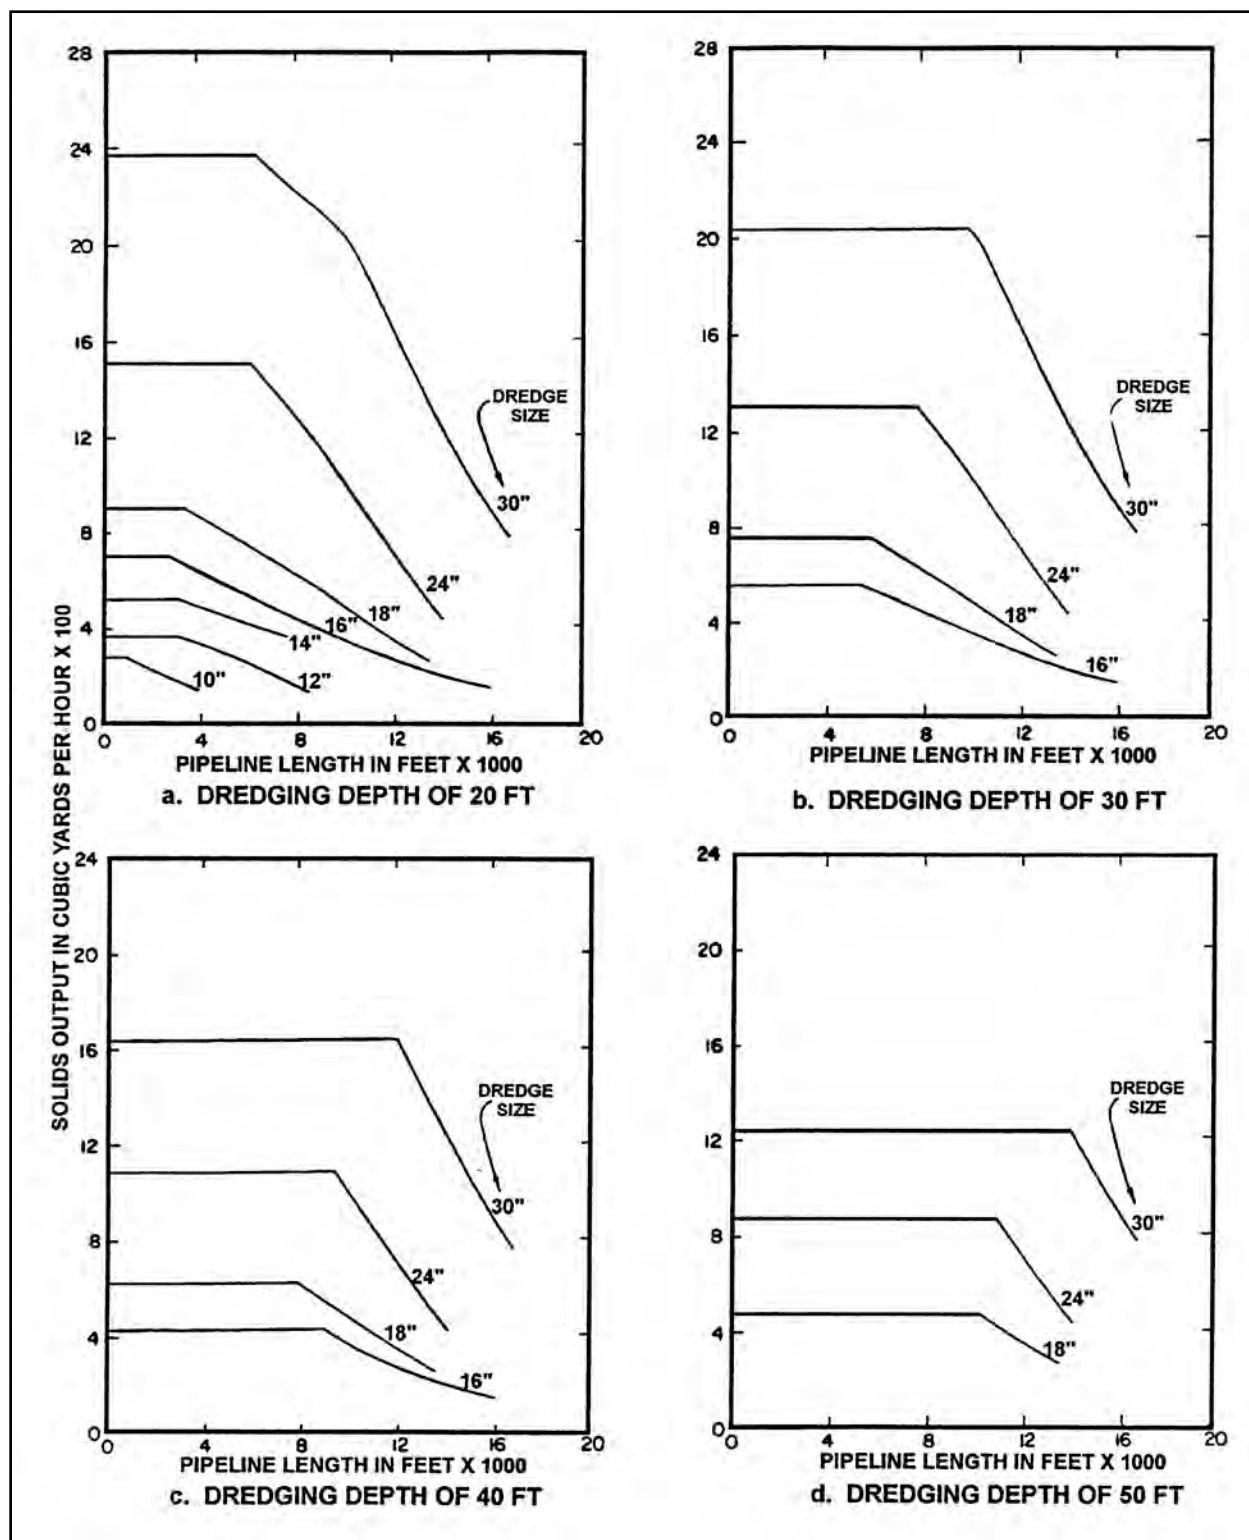 SOLIDS OUTPUT IN CUBIC YARDS PER HOUR X 100
28
24
20
16
12
8
4
0
DREDGE
SIZE
30"
24"
18"
16"
14"
12"
10"
0 4 8 12 16 20
PIPELINE LENGTH IN FEET X 1000
a. DREDGING DEPTH OF 20 FT
28
24
20
16
12
8
4
0
DREDGE
SIZE
30"
24"
18"
16"
0 4 8 12 16 20
PIPELINE LENGTH IN FEET X 1000
b. DREDGING DEPTH OF 30 FT
24
20
16
12
8
4
0
DREDGE
SIZE
30"
24"
18"
16"
0 4 8 12 16 20
PIPELINE LENGTH IN FEET X 1000
c. DREDGING DEPTH OF 40 FT
24
20
16
12
8
4
0
DREDGE
SIZE
30"
24"
18"
0 4 8 12 16 20
PIPELINE LENGTH IN FEET X 1000
d. DREDGING DEPTH OF 50 FT